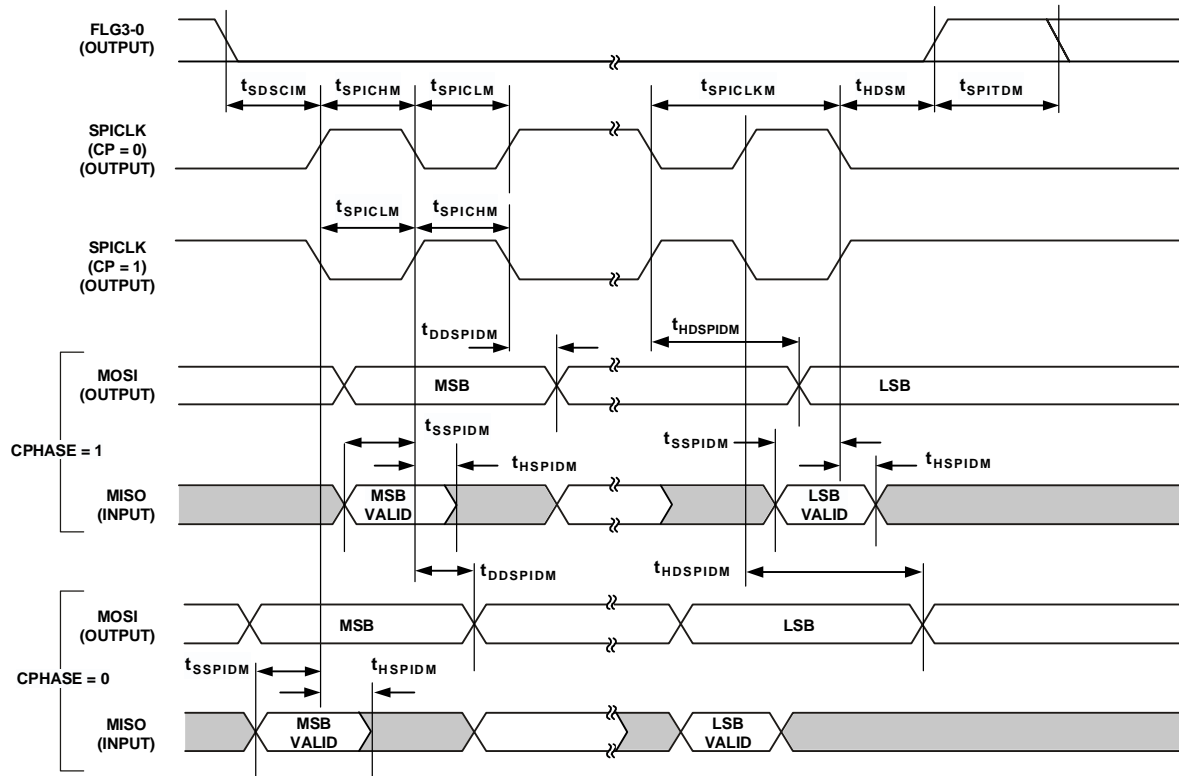 FLG3-0
(OUTPUT)
tSDSCIM
tSPICHM
tSPICLM
tSPICLKM
tHDSM
tSPITDM
SPICLK
(CP = 0)
(OUTPUT)
tSPICLM
tSPICHM
SPICLK
(CP = 1)
(OUTPUT)
tDDSPIDM
tHDSPIDM
CPHASE = 1
MOSI
(OUTPUT)
MSB
LSB
tSSPIDM
tHSPIDM
tSSPIDM
tHSPIDM
MISO
(INPUT)
MSB
VALID
LSB
VALID
tDDSPIDM
tHDSPIDM
CPHASE = 0
MOSI
(OUTPUT)
MSB
LSB
tSSPIDM
tHSPIDM
MISO
(INPUT)
MSB
VALID
LSB
VALID